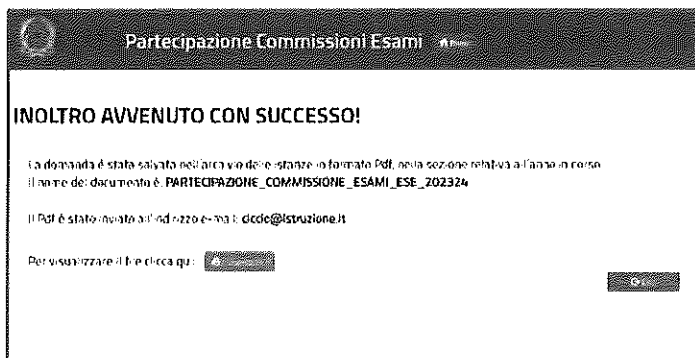 Partecipazione Commissioni Esami
INOLTRO AVVENUTO CON SUCCESSO!
La domanda è stata salvata nell'archivio delle istanze in formato Pdf, nella sezione relativa all'anno in corso
Il nome del documento è: PARTECIPAZIONE_COMMISSIONE_ESAMI_ESE_202324
Il Pdf è stato inviato all'indirizzo e-mail: ciccio@istruzione.it
Per visualizzare il file clicca qui: